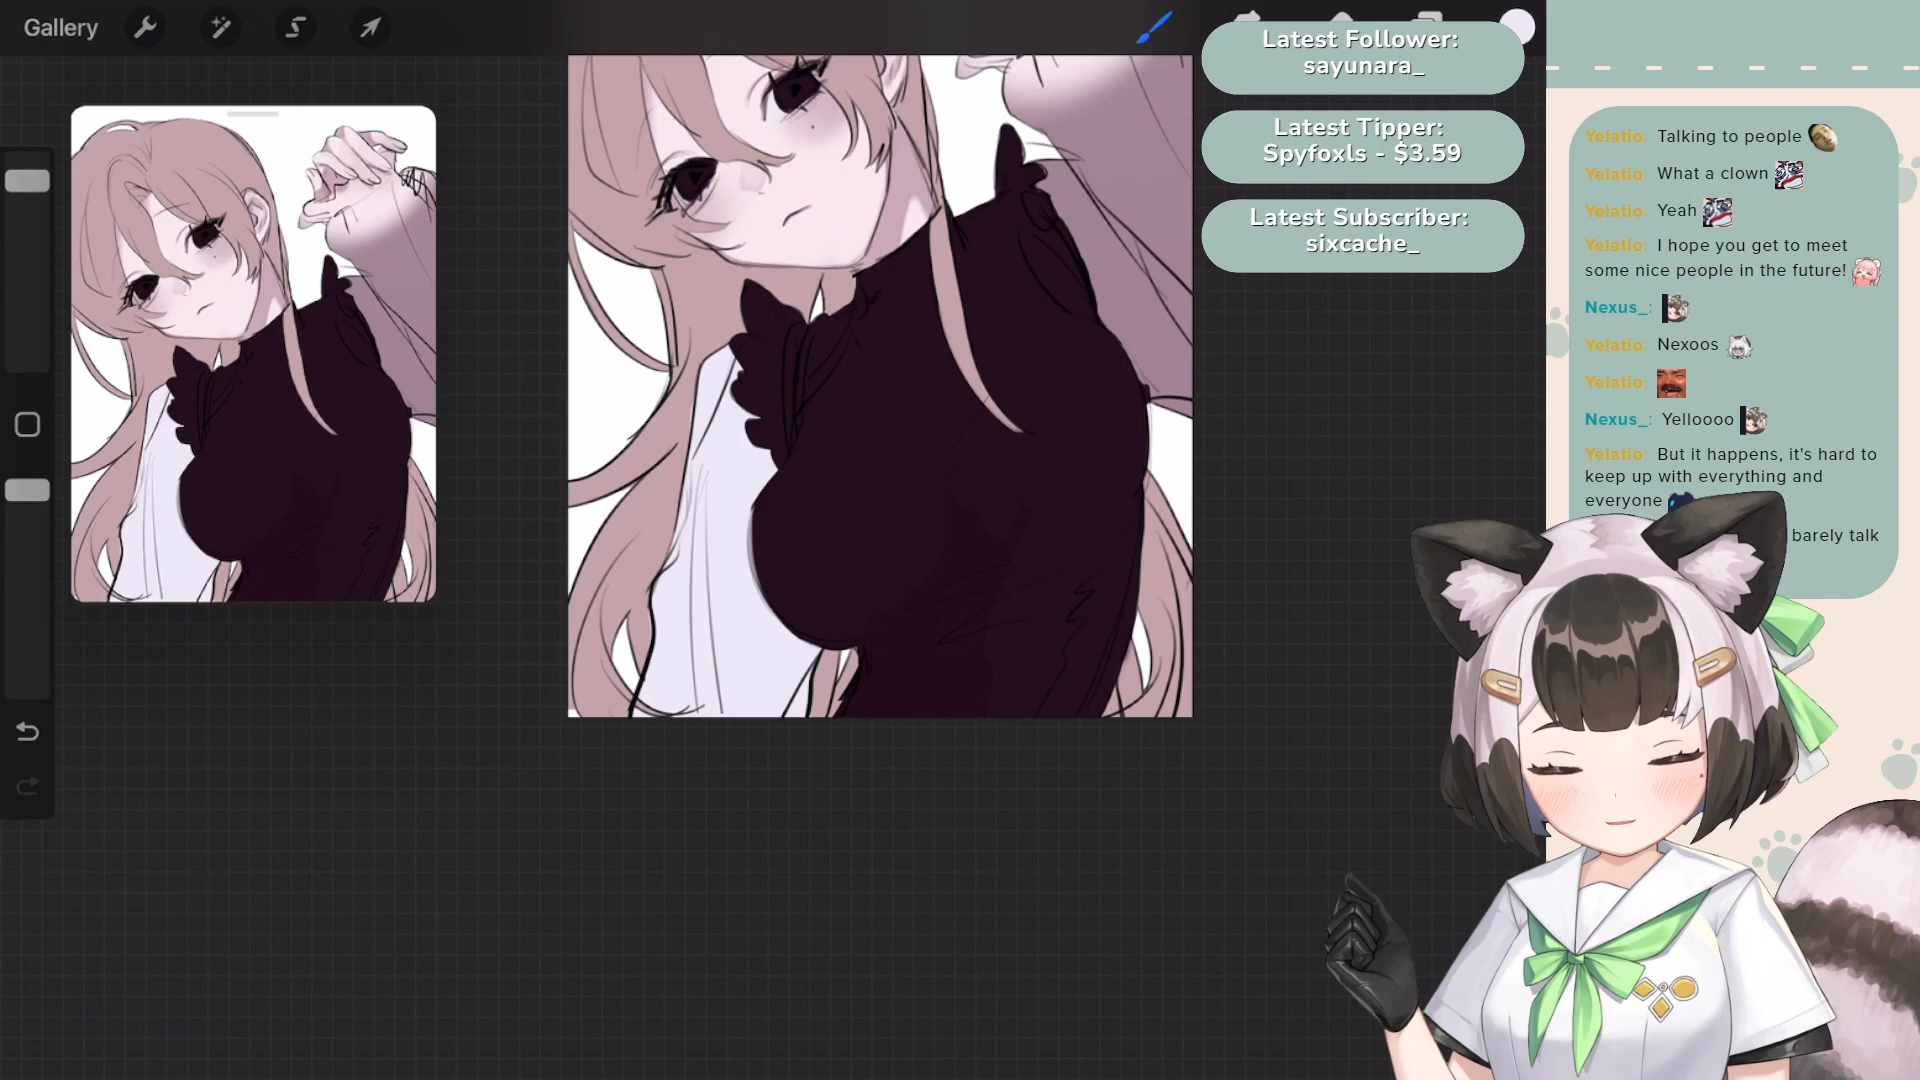 Gallery
Latest Follower:
sayunara_
Latest Tipper:
Spyfoxls - $3.59
Latest Subscriber:
sixcache_
Yelatio: Talking to people
Yelatio: What a clown
Yelatio: Yeah
Yelatio: I hope you get to meet
some nice people in the future!
Nexus_:
Yelatio: Nexoos
Yelatio:
Nexus_: Yelloooo
Yelatio: But it happens, it's hard to
keep up with everything and
everyone
barely talk